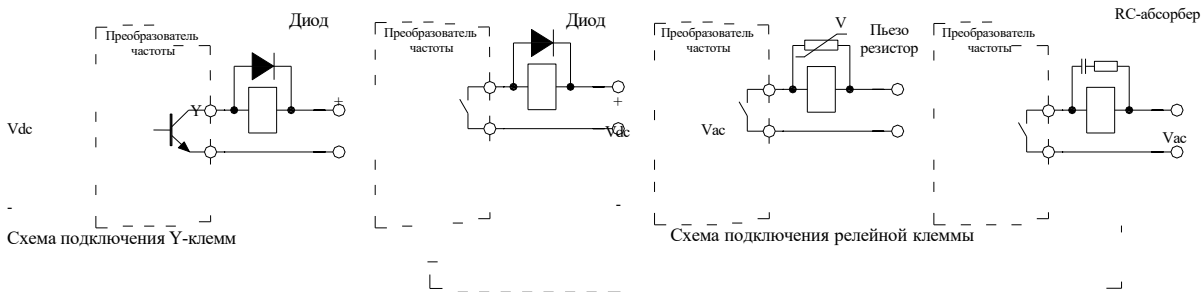 Диод
Преобразователь
частоты
Y
+
Vdc
-
Схема подключения Y-клемм
Диод
Преобразователь
частоты
+
Vdc
-
Преобразователь
частоты
V
Пьезо
резистор
Vac
Схема подключения релейной клеммы
RC-абсорбер
Преобразователь
частоты
Vac